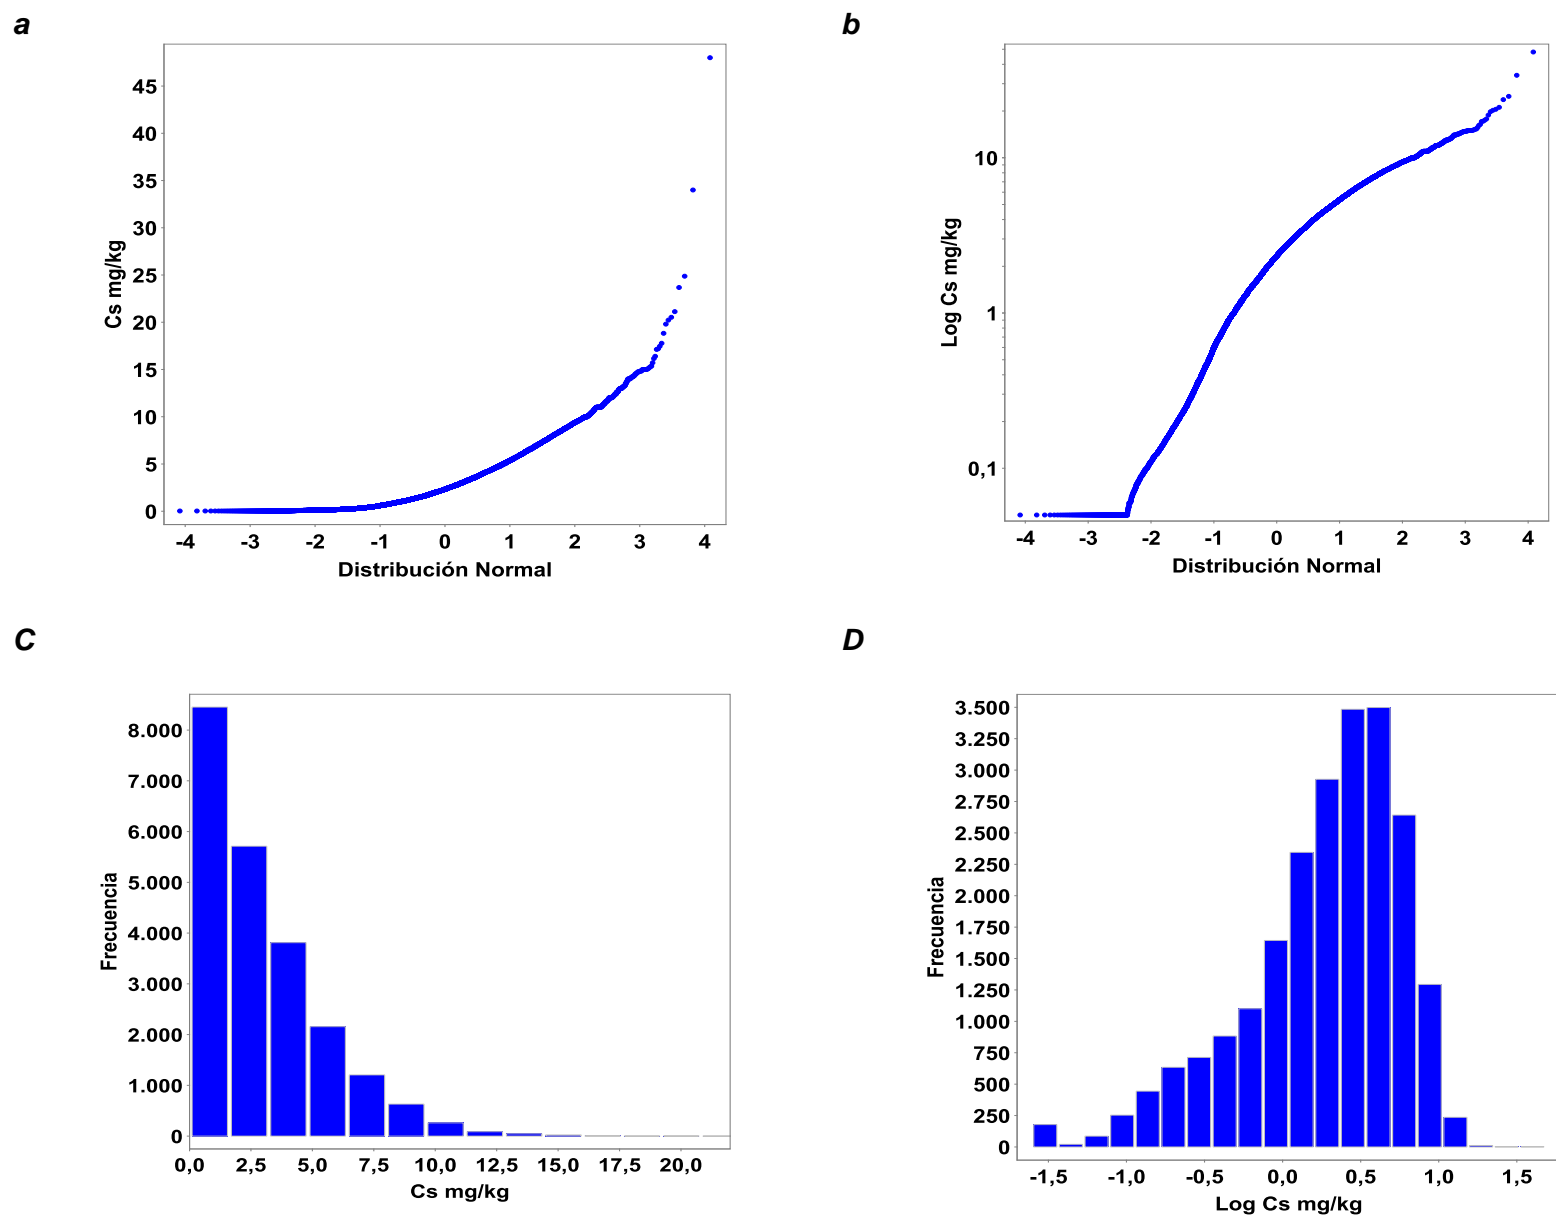 a
45
40
35
30
25
20
15
10
5
0
Cs mg/kg
-4 -3 -2 -1 0 1 2 3 4
Distribución Normal
b
10
1
0,1
Log Cs mg/kg
-4 -3 -2 -1 0 1 2 3 4
Distribución Normal
C
8.000
7.000
6.000
5.000
4.000
3.000
2.000
1.000
0
Frecuencia
0,0 2,5 5,0 7,5 10,0 12,5 15,0 17,5 20,0
Cs mg/kg
D
3.500
3.250
3.000
2.750
2.500
2.250
2.000
1.750
1.500
1.250
1.000
750
500
250
0
Frecuencia
-1,5 -1,0 -0,5 0,0 0,5 1,0 1,5
Log Cs mg/kg